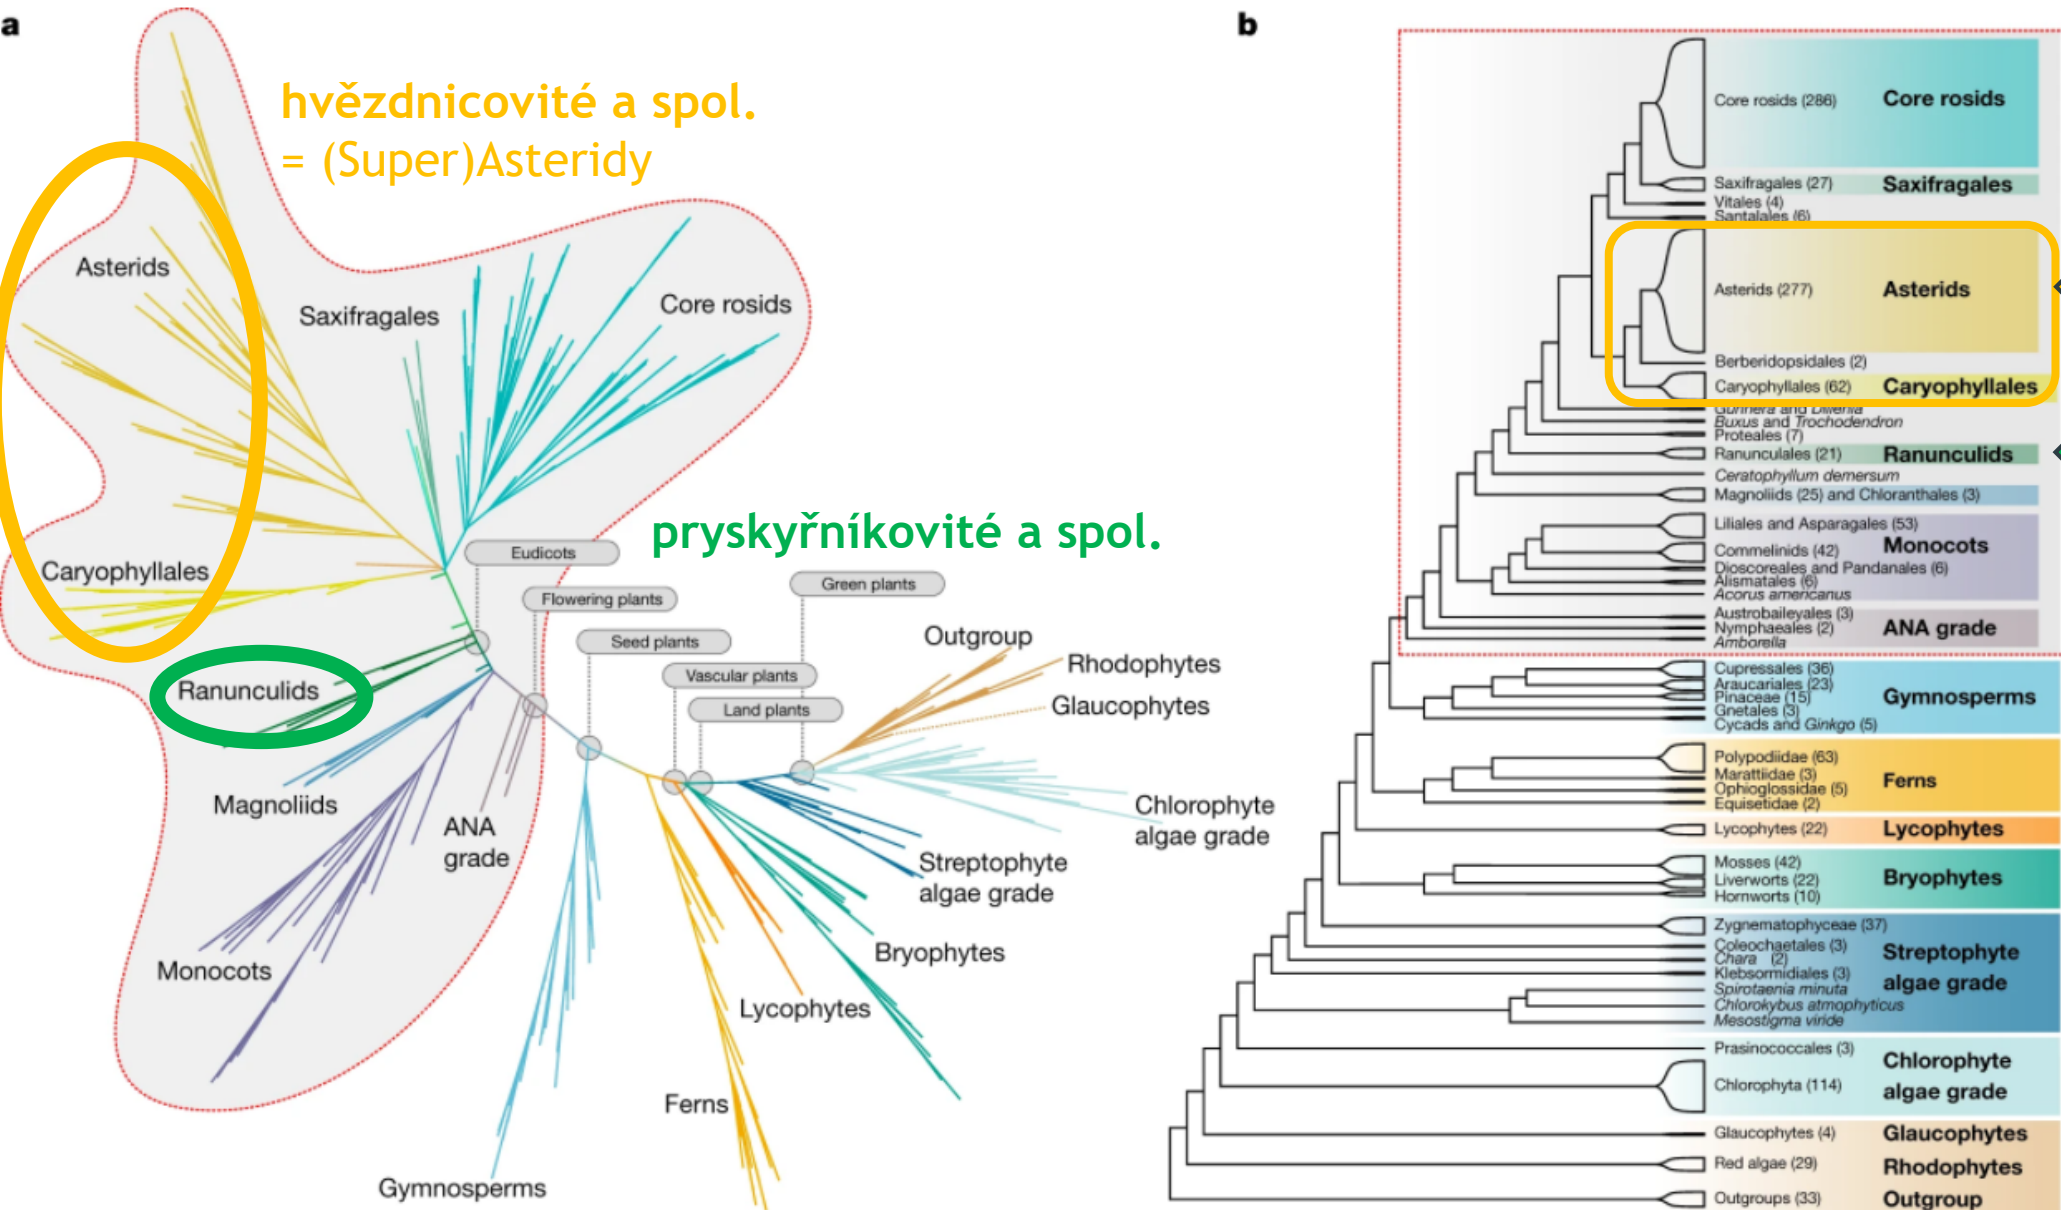 a
hvězdnicovité a spol.
= (Super)Asteridy
Asterids
Saxifragales
Core rosids
pryskyřníkovité a spol.
Eudicots
Caryophyllales
Flowering plants
Green plants
Seed plants
Outgroup
Vascular plants
Rhodophytes
Ranunculids
Land plants
Glaucophytes
Magnoliids
ANA
grade
Chlorophyte
algae grade
Streptophyte
algae grade
Monocots
Bryophytes
Lycophytes
Ferns
Gymnosperms
b
Core rosids (286) Core rosids
Saxifragales (27) Saxifragales
Vitales (4)
Santalales (6)
Asterids (277) Asterids
Berberidopsidales (2)
Caryophyllales (62) Caryophyllales
Gunnera and Dillenia
Buxus and Trochodendron
Proteales (7)
Ranunculales (21) Ranunculids
Ceratophyllum demersum
Magnoliids (25) and Chloranthales (3)
Liliales and Asparagales (53)
Monocots
Commelinids (42)
Dioscoreales and Pandanales (6)
Alismatales (6)
Acorus americanus
Austrobaileyales (3)
Nymphaeales (2) ANA grade
Amborella
Cupressales (36)
Araucariales (23)
Pinaceae (15) Gymnosperms
Gnetales (3)
Cycads and Ginkgo (5)
Polypodiidae (63)
Marattiidae (3) Ferns
Ophioglossidae (5)
Equisetidae (2)
Lycophytes (22) Lycophytes
Mosses (42)
Liverworts (22) Bryophytes
Hornworts (10)
Zygnematophyceae (37)
Coleochaetales (3) Streptophyte
Chara (2)
Klebsormidiales (3) algae grade
Spirotaenia minuta
Chlorokybus atmophyticus
Mesostigma viride
Prasinococcales (3) Chlorophyte
Chlorophyta (114) algae grade
Glaucophytes (4) Glaucophytes
Red algae (29) Rhodophytes
Outgroups (33) Outgroup